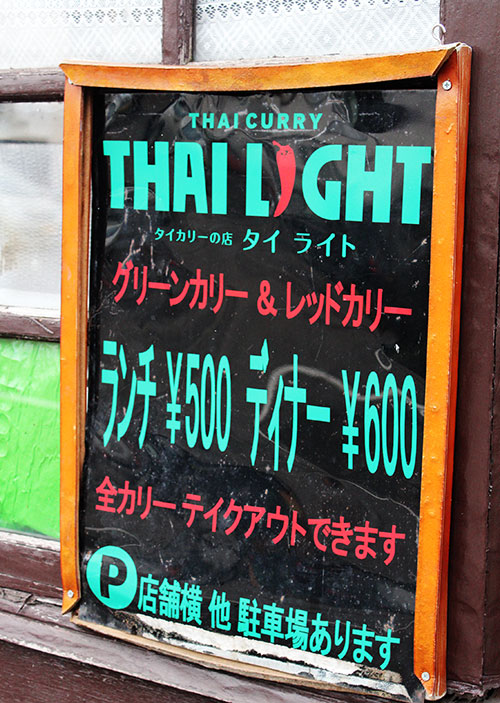 THAI CURRY
THAI LIGHT
タイカリーの店 タイ ライト
グリーンカリー & レッドカリー
ランチ ¥500 ディナー ¥600
全カリー テイクアウトできます
P 店舗横 他 駐車場あります